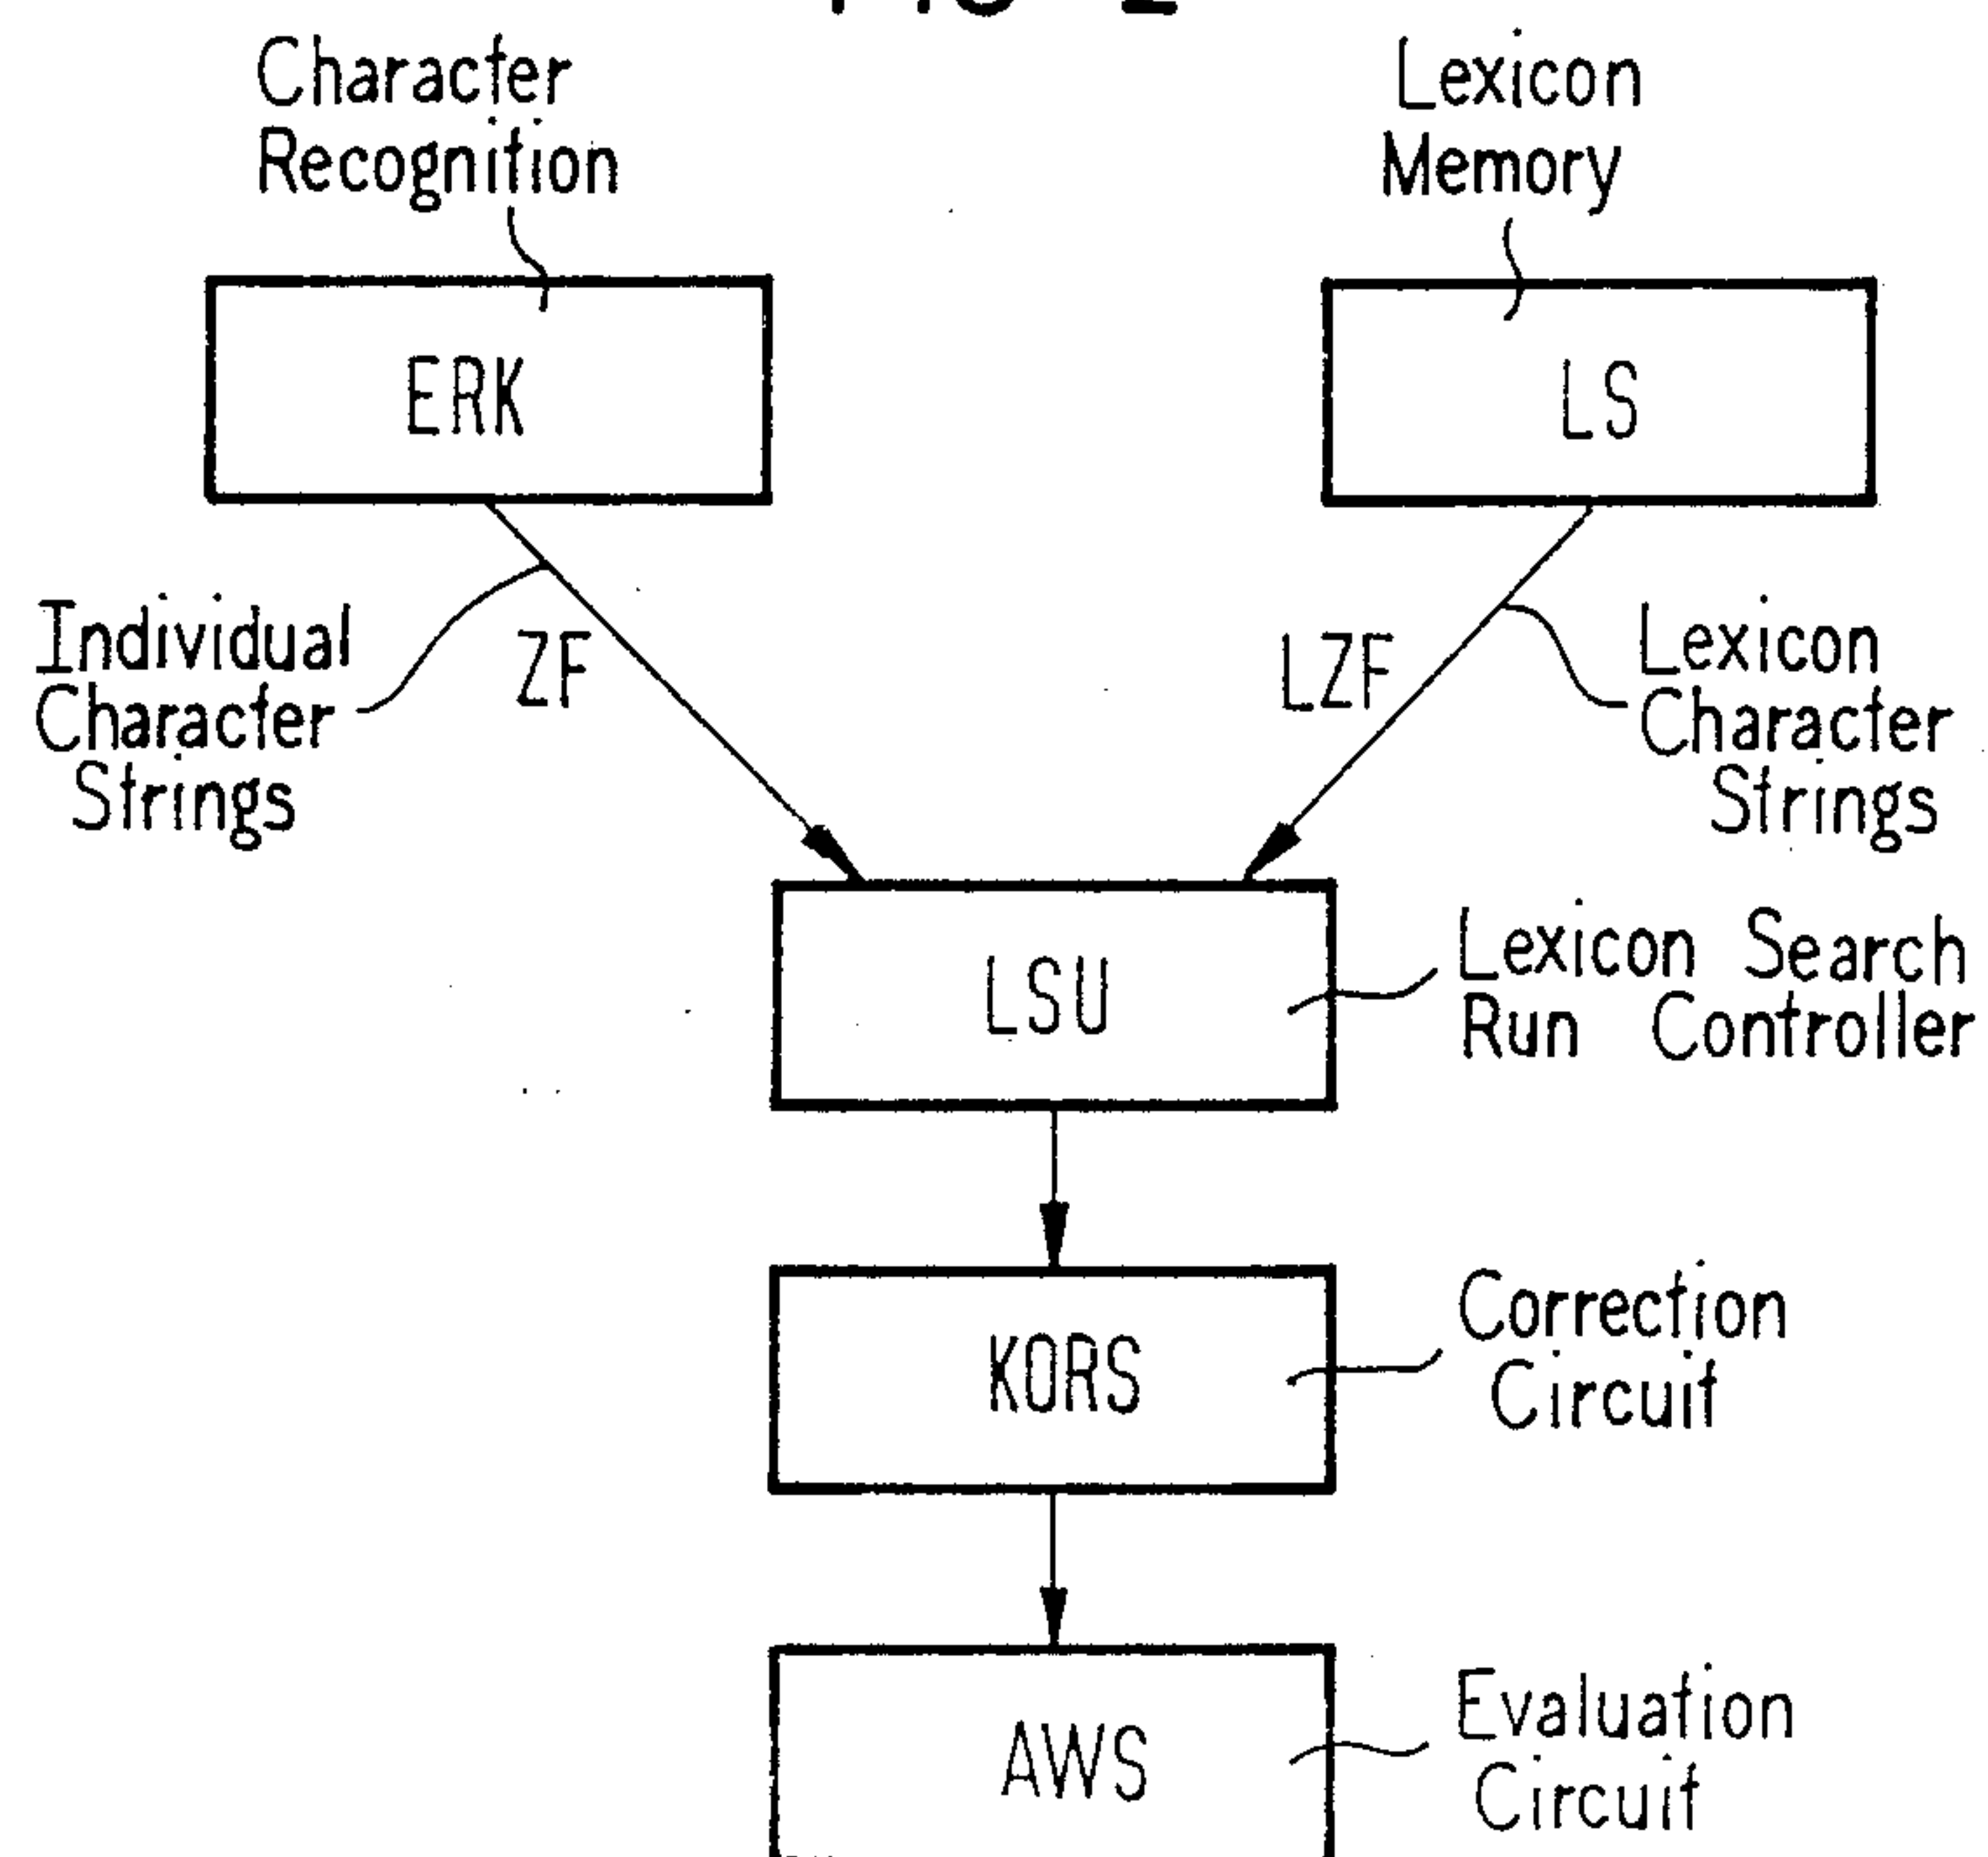 Character
Recognition
Lexicon
Memory
ERK
LS
Individual
Character
Strings
ZF
LZF
Lexicon
Character
Strings
LSU
Lexicon Search
Run Controller
KORS
Correction
Circuit
AWS
Evaluation
Circuit